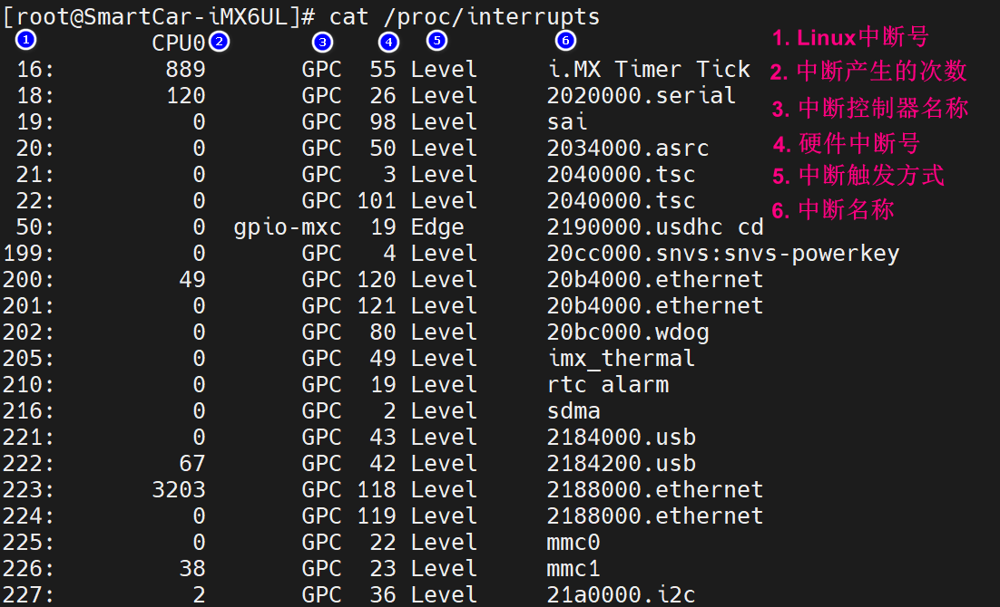 [root@SmartCar-iMX6UL]# cat /proc/interrupts
1 CPU0 2 3 4 5 6
16: 889 GPC 55 Level i.MX Timer Tick
18: 120 GPC 26 Level 2020000.serial
19: 0 GPC 98 Level sai
20: 0 GPC 50 Level 2034000.asrc
21: 0 GPC 3 Level 2040000.tsc
22: 0 GPC 101 Level 2040000.tsc
50: 0 gpio-mxc 19 Edge 2190000.usdhc cd
199: 0 GPC 4 Level 20cc000.snvs:snvs-powerkey
200: 49 GPC 120 Level 20b4000.ethernet
201: 0 GPC 121 Level 20b4000.ethernet
202: 0 GPC 80 Level 20bc000.wdog
205: 0 GPC 49 Level imx_thermal
210: 0 GPC 19 Level rtc alarm
216: 0 GPC 2 Level sdma
221: 0 GPC 43 Level 2184000.usb
222: 67 GPC 42 Level 2184200.usb
223: 3203 GPC 118 Level 2188000.ethernet
224: 0 GPC 119 Level 2188000.ethernet
225: 0 GPC 22 Level mmc0
226: 38 GPC 23 Level mmc1
227: 2 GPC 36 Level 21a0000.i2c
1. Linux中断号
2. 中断产生的次数
3. 中断控制器名称
4. 硬件中断号
5. 中断触发方式
6. 中断名称